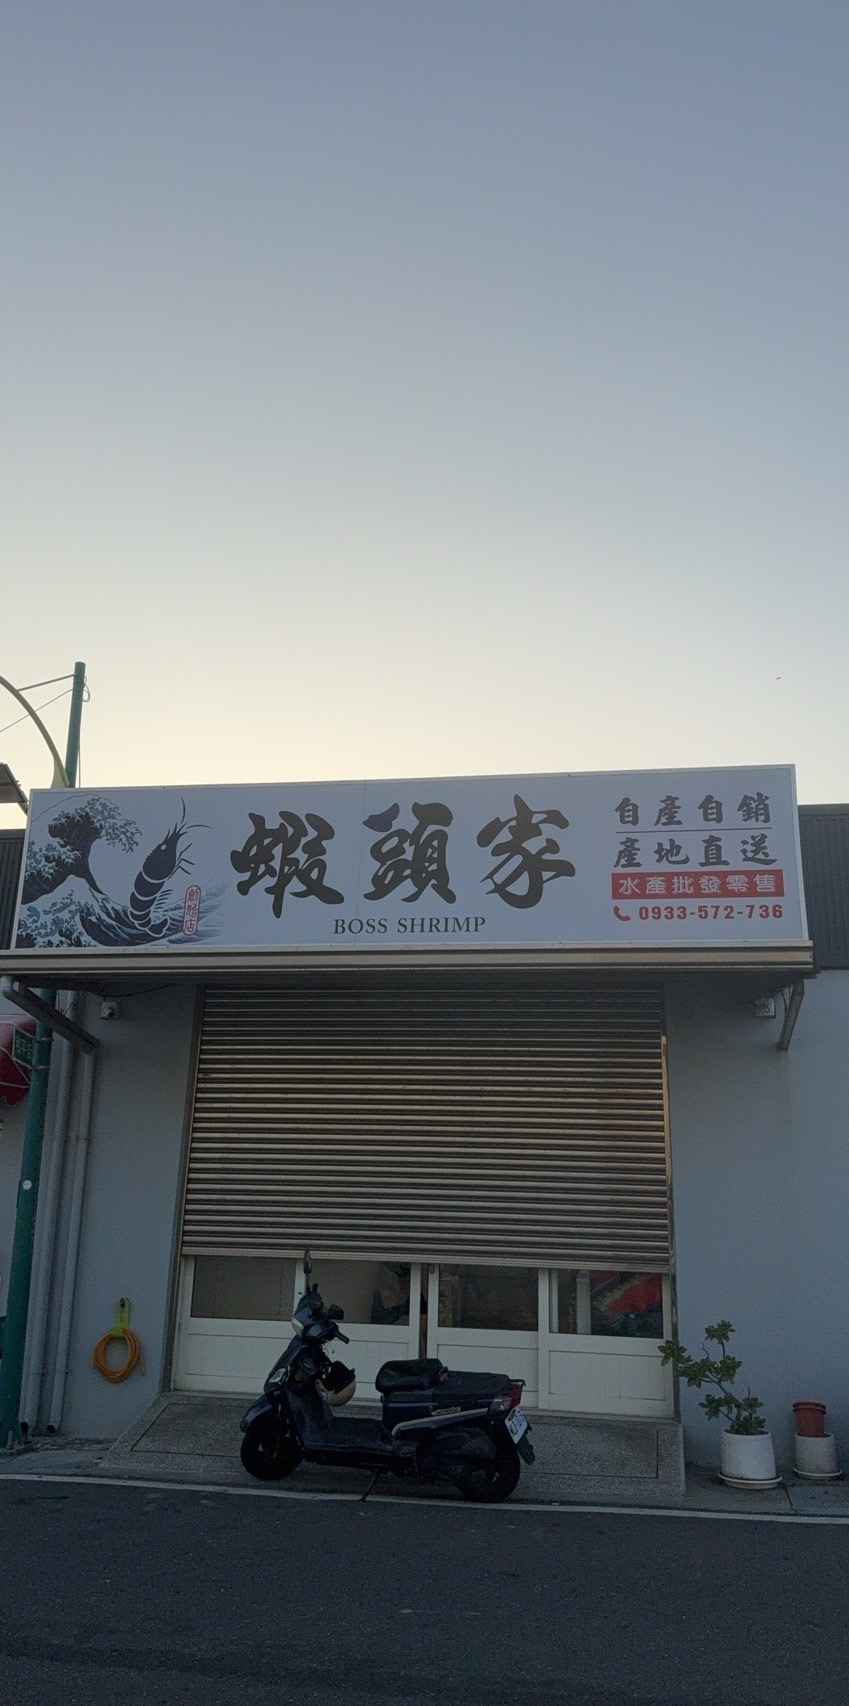 蝦頭家
BOSS SHRIMP
自產自銷
產地直送
水產批發零售
0933-572-736